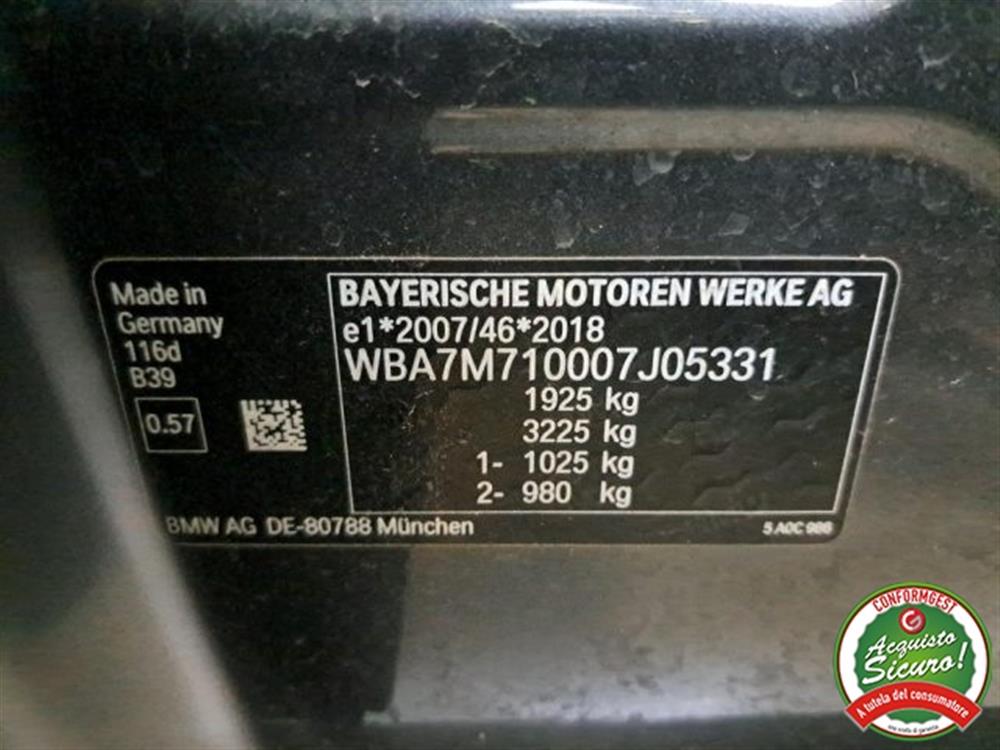 Made in
Germany
116d
B39
0.57
BAYERISCHE MOTOREN WERKE AG
e1*2007/46*2018
WBA7M710007J05331
1925 kg
3225 kg
1- 1025 kg
2- 980 kg
BMW AG DE-80788 München
5 A0C 986
CONFORMGEST
Acquisto
Sicuro!
A tutela del consumatore